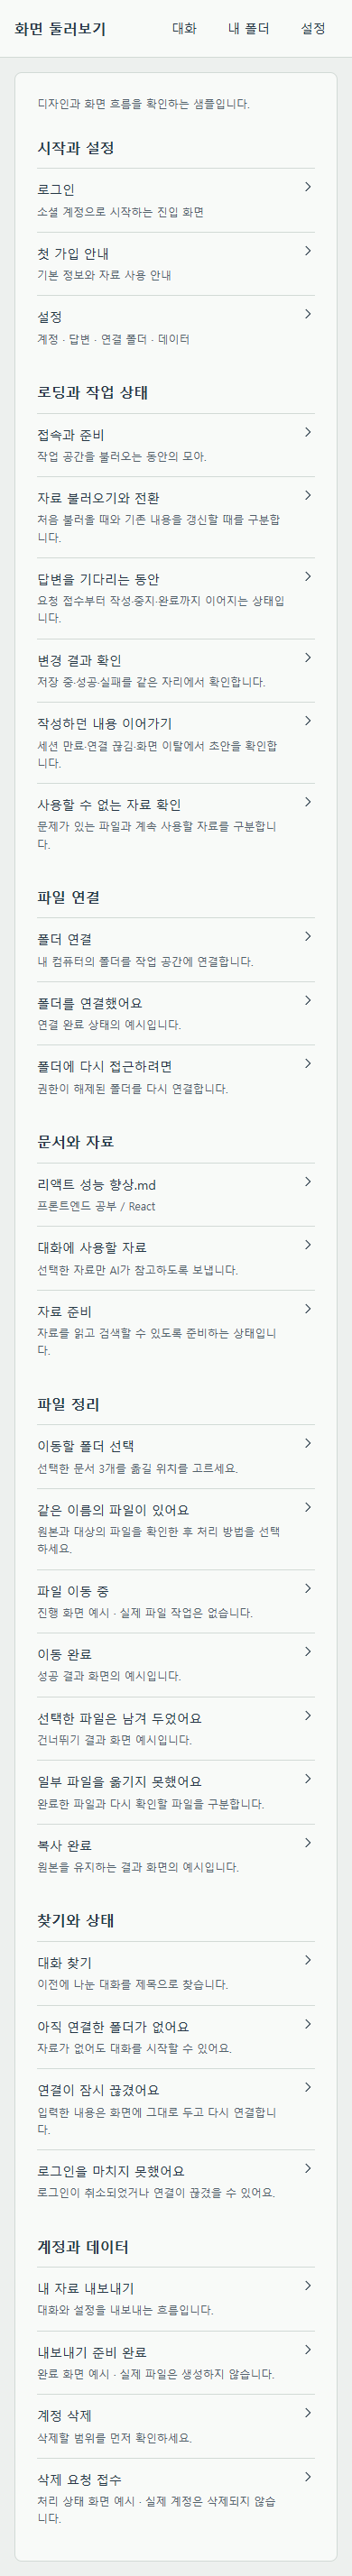 화면 둘러보기
대화
내 폴더
설정
디자인과 화면 흐름을 확인하는 샘플입니다.
시작과 설정
로그인
소셜 계정으로 시작하는 진입 화면
첫 가입 안내
기본 정보와 자료 사용 안내
설정
계정 · 답변 · 연결 폴더 · 데이터
로딩과 작업 상태
접속과 준비
작업 공간을 불러오는 동안의 모아.
자료 불러오기와 전환
처음 불러올 때와 기존 내용을 갱신할 때를 구분합
니다.
답변을 기다리는 동안
요청 접수부터 작성·중지·완료까지 이어지는 상태입
니다.
변경 결과 확인
저장 중·성공·실패를 같은 자리에서 확인합니다.
작성하던 내용 이어가기
세션 만료·연결 끊김·화면 이탈에서 초안을 확인합
니다.
사용할 수 없는 자료 확인
문제가 있는 파일과 계속 사용할 자료를 구분합니
다.
파일 연결
폴더 연결
내 컴퓨터의 폴더를 작업 공간에 연결합니다.
폴더를 연결했어요
연결 완료 상태의 예시입니다.
폴더에 다시 접근하려면
권한이 해제된 폴더를 다시 연결합니다.
문서와 자료
리액트 성능 향상.md
프론트엔드 공부 / React
대화에 사용할 자료
선택한 자료만 AI가 참고하도록 보냅니다.
자료 준비
자료를 읽고 검색할 수 있도록 준비하는 상태입니
다.
파일 정리
이동할 폴더 선택
선택한 문서 3개를 옮길 위치를 고르세요.
같은 이름의 파일이 있어요
원본과 대상의 파일을 확인한 후 처리 방법을 선택
하세요.
파일 이동 중
진행 화면 예시 · 실제 파일 작업은 없습니다.
이동 완료
성공 결과 화면의 예시입니다.
선택한 파일은 남겨 두었어요
건너뛰기 결과 화면 예시입니다.
일부 파일을 옮기지 못했어요
완료한 파일과 다시 확인할 파일을 구분합니다.
복사 완료
원본을 유지하는 결과 화면의 예시입니다.
찾기와 상태
대화 찾기
이전에 나눈 대화를 제목으로 찾습니다.
아직 연결한 폴더가 없어요
자료가 없어도 대화를 시작할 수 있어요.
연결이 잠시 끊겼어요
입력한 내용은 화면에 그대로 두고 다시 연결합니
다.
로그인을 마치지 못했어요
로그인이 취소되었거나 연결이 끊겼을 수 있어요.
계정과 데이터
내 자료 내보내기
대화와 설정을 내보내는 흐름입니다.
내보내기 준비 완료
완료 화면 예시 · 실제 파일은 생성하지 않습니다.
계정 삭제
삭제할 범위를 먼저 확인하세요.
삭제 요청 접수
처리 상태 화면 예시 · 실제 계정은 삭제되지 않습
니다.